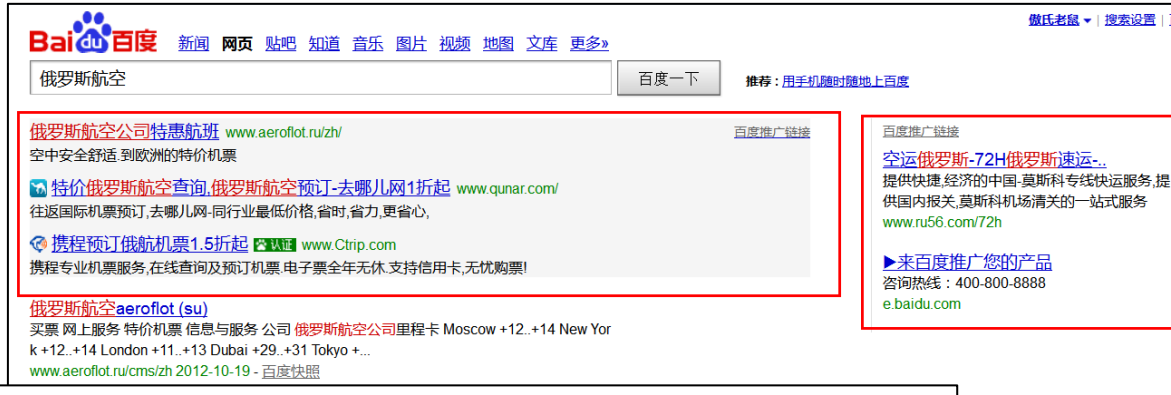 傲氏老鼠 ▼ | 搜索设置 |
Bai du 百度 新闻 网页 贴吧 知道 音乐 图片 视频 地图 文库 更多»
俄罗斯航空 百度一下 推荐 : 用手机随时随地上百度
俄罗斯航空公司特惠航班 www.aeroflot.ru/zh/ 百度推广链接
空中安全舒适.到欧洲的特价机票
特价俄罗斯航空查询,俄罗斯航空预订-去哪儿网1折起 www.qunar.com/
往返国际机票预订,去哪儿网-同行业最低价格,省时,省力,更省心,
携程预订俄航机票1.5折起 认证 www.Ctrip.com
携程专业机票服务,在线查询及预订机票.电子票全年无休.支持信用卡,无忧购票!
俄罗斯航空aeroflot (su)
买票 网上服务 特价机票 信息与服务 公司 俄罗斯航空公司里程卡 Moscow +12..+14 New Yor
k +12..+14 London +11..+13 Dubai +29..+31 Tokyo +...
www.aeroflot.ru/cms/zh 2012-10-19 - 百度快照
百度推广链接
空运俄罗斯-72H俄罗斯速运-..
提供快捷,经济的中国-莫斯科专线快运服务,提
供国内报关,莫斯科机场清关的一站式服务
www.ru56.com/72h
▶来百度推广您的产品
咨询热线：400-800-8888
e.baidu.com